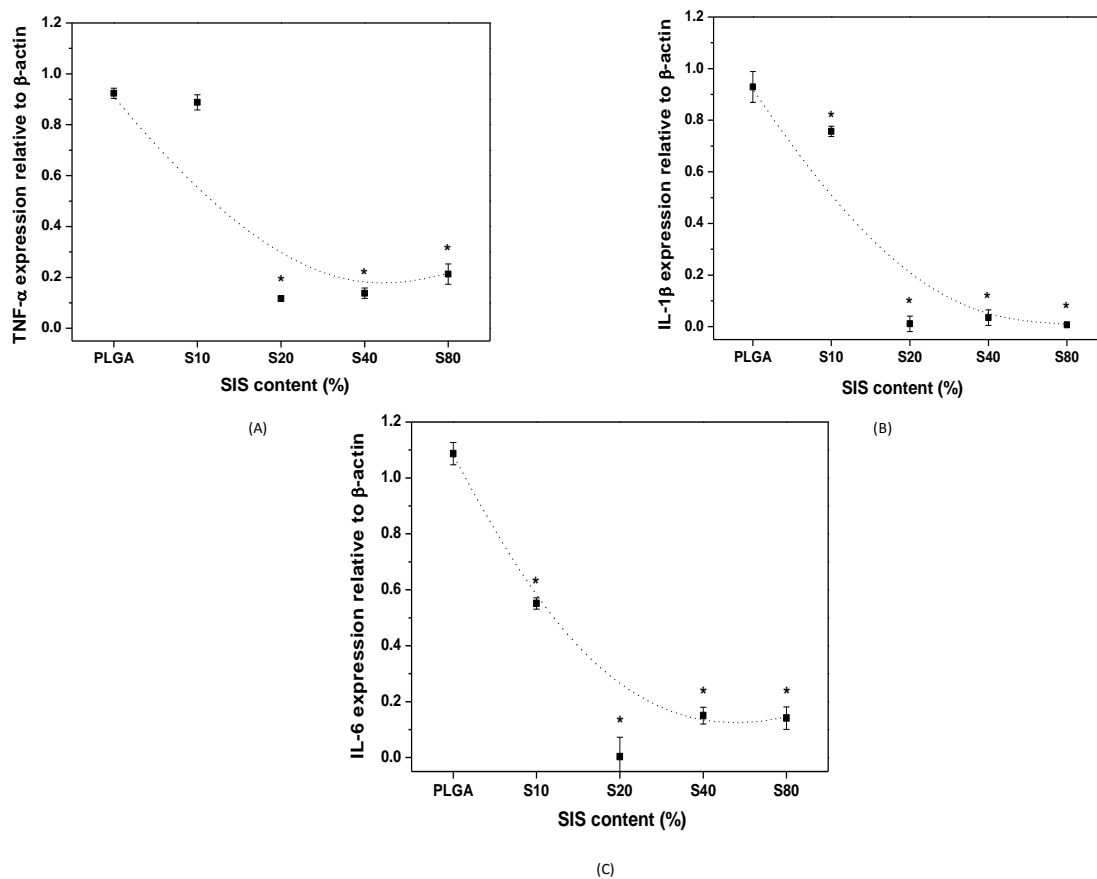 TNF-α expression relative to β-actin
1.2
1.0
0.8
0.6
0.4
0.2
0.0
*
*
*
PLGA S10 S20 S40 S80
SIS content (%)
(A)
IL-1β expression relative to β-actin
1.2
1.0
0.8
0.6
0.4
0.2
0.0
*
*
*
*
PLGA S10 S20 S40 S80
SIS content (%)
(B)
IL-6 expression relative to β-actin
1.2
1.0
0.8
0.6
0.4
0.2
0.0
*
*
*
*
PLGA S10 S20 S40 S80
SIS content (%)
(C)